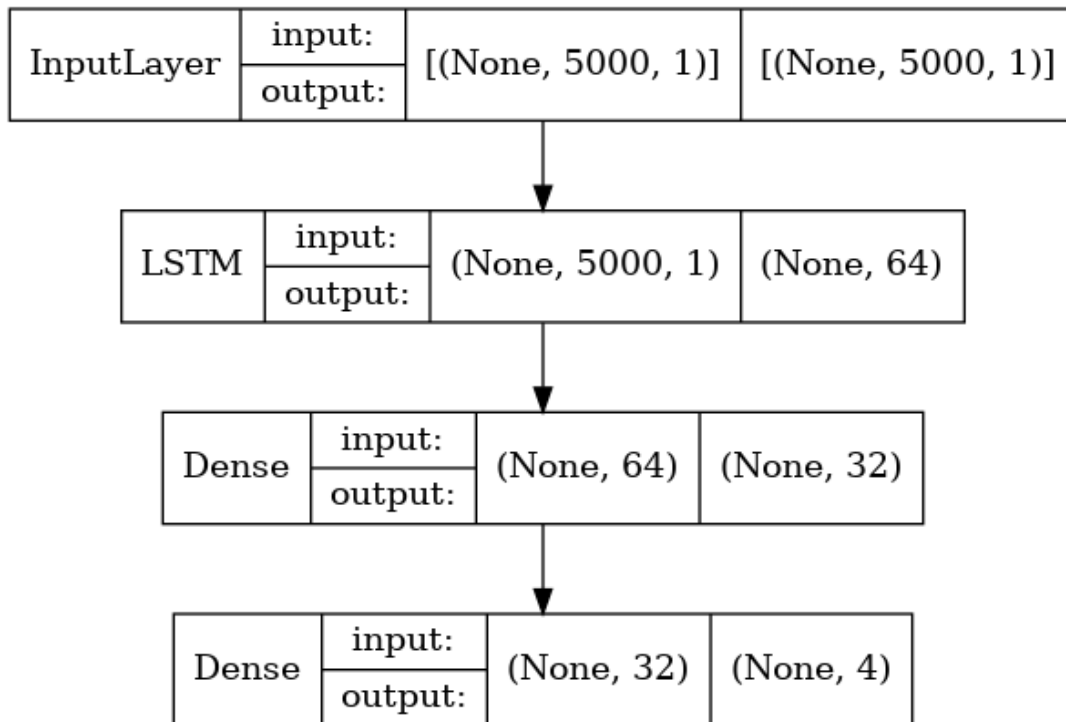 InputLayer input: output: [(None, 5000, 1)] [(None, 5000, 1)]
LSTM input: output: (None, 5000, 1) (None, 64)
Dense input: output: (None, 64) (None, 32)
Dense input: output: (None, 32) (None, 4)